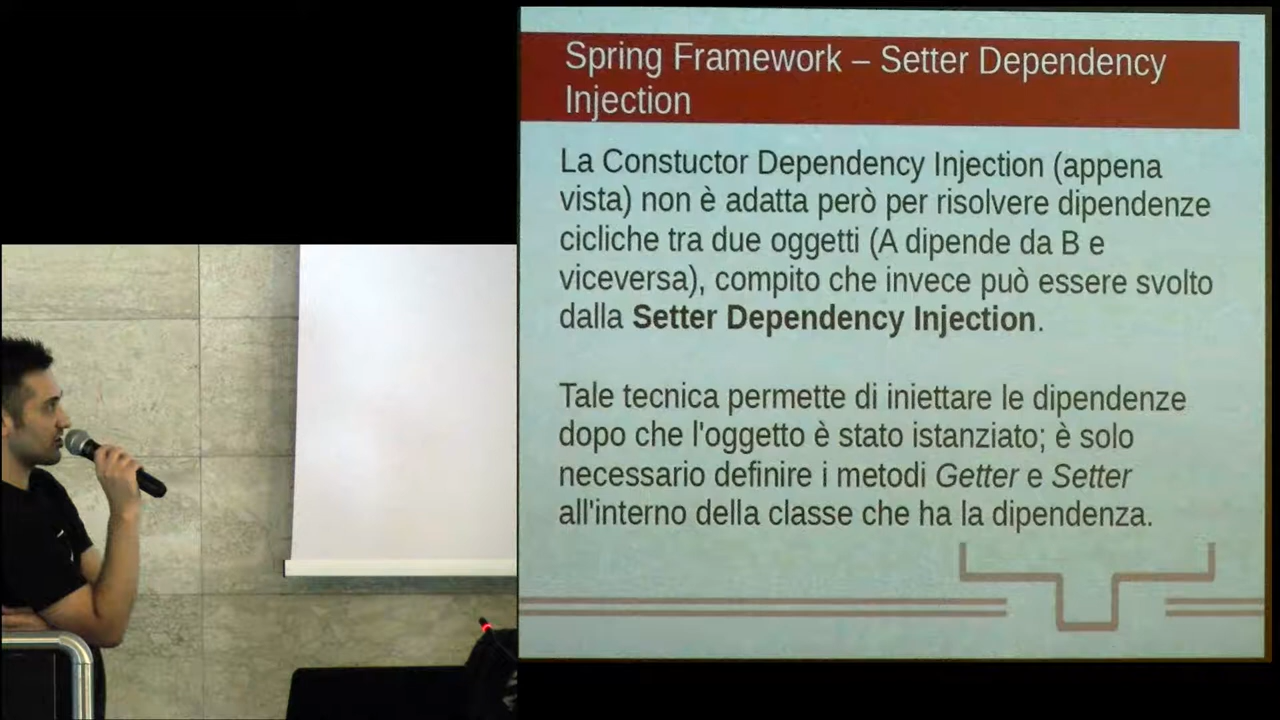 Spring Framework – Setter Dependency
Injection
La Constuctor Dependency Injection (appena
vista) non è adatta però per risolvere dipendenze
cicliche tra due oggetti (A dipende da B e
viceversa), compito che invece può essere svolto
dalla Setter Dependency Injection.
Tale tecnica permette di iniettare le dipendenze
dopo che l'oggetto è stato istanziato; è solo
necessario definire i metodi Getter e Setter
all'interno della classe che ha la dipendenza.